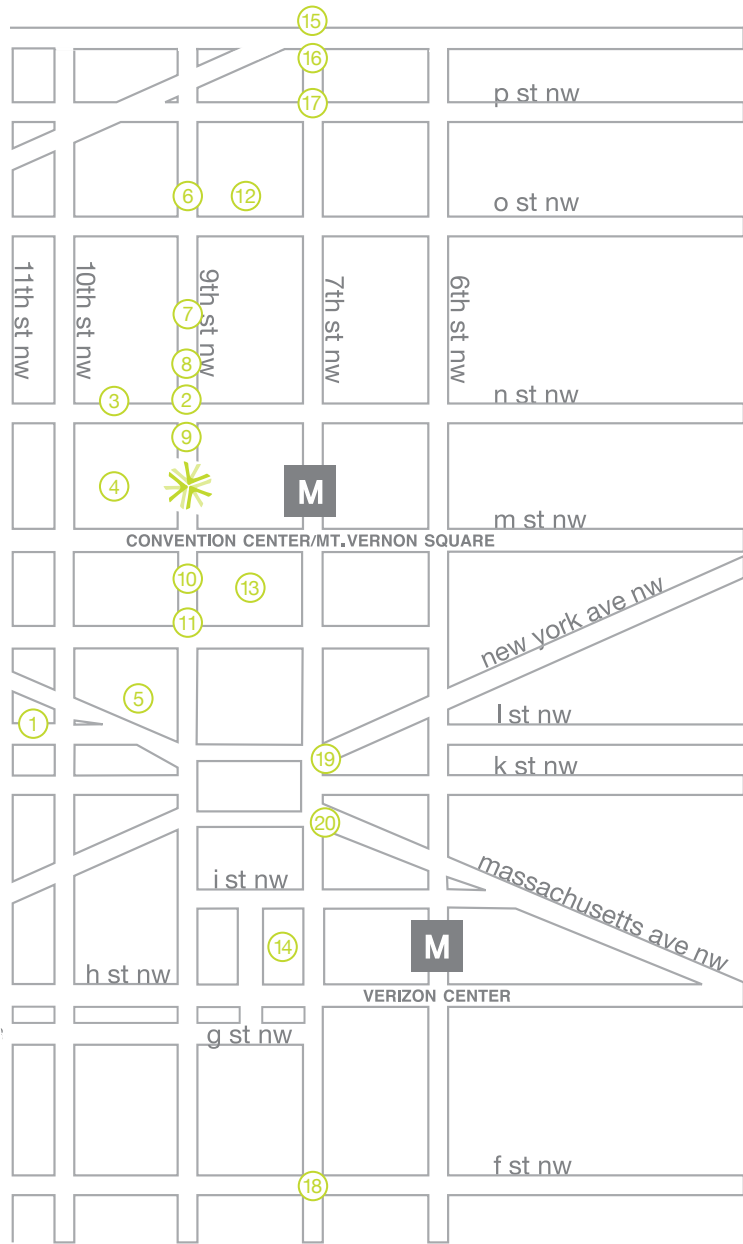 15
16
p st nw
17
6
12
o st nw
11th st nw
10th st nw
9th st nw
7th st nw
6th st nw
7
8
3
2
n st nw
9
4
M
m st nw
CONVENTION CENTER/MT.VERNON SQUARE
10
13
11
new york ave nw
5
1
l st nw
19
k st nw
20
i st nw
massachusetts ave nw
14
M
h st nw
VERIZON CENTER
g st nw
f st nw
18